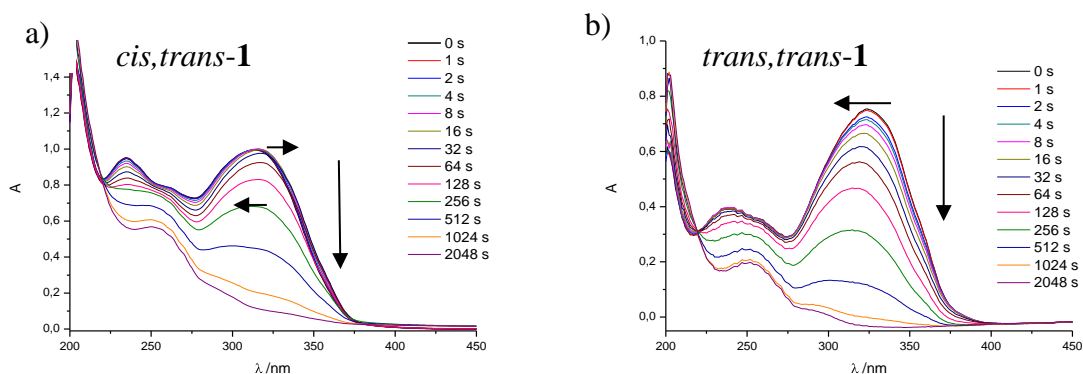 a)
cis,trans-1
0 s
1 s
2 s
4 s
8 s
16 s
32 s
64 s
128 s
256 s
512 s
1024 s
2048 s
A
1,4
1,2
1,0
0,8
0,6
0,4
0,2
0,0
200 250 300 350 400 450
λ /nm
b)
trans,trans-1
0 s
1 s
2 s
4 s
8 s
16 s
32 s
64 s
128 s
256 s
512 s
1024 s
2048 s
A
1,0
0,8
0,6
0,4
0,2
0,0
200 250 300 350 400 450
λ /nm